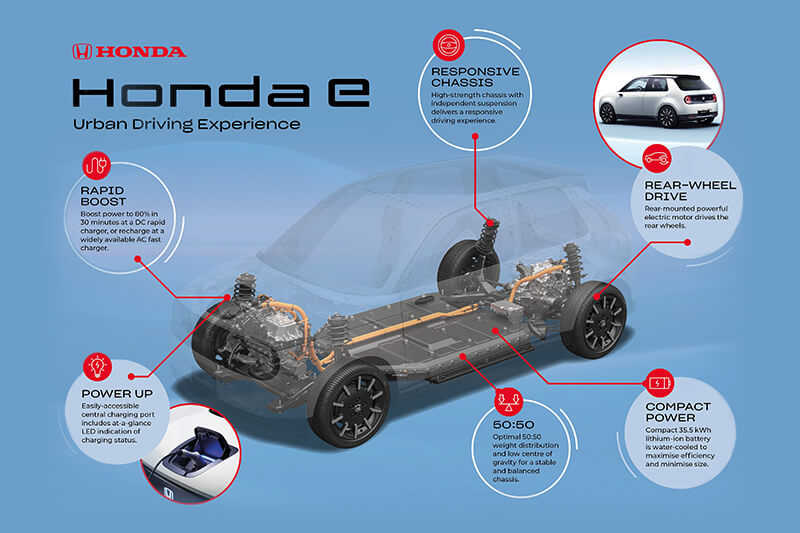 HONDA
Honda e
Urban Driving Experience
RESPONSIVE
CHASSIS
High-strength chassis with
independent suspension
delivers a responsive
driving experience.
RAPID
BOOST
Boost power to 80% in
30 minutes at a DC rapid
charger, or recharge at a
widely available AC fast
charger.
REAR-WHEEL
DRIVE
Rear-mounted powerful
electric motor drives the
rear wheels.
POWER UP
Easily-accessible
central charging port
includes at-a-glance
LED indication of
charging status.
50:50
Optimal 50:50
weight distribution
and low centre of
gravity for a stable
and balanced
chassis.
COMPACT
POWER
Compact 35.5 kWh
lithium-ion battery
is water-cooled to
maximise efficiency
and minimise size.